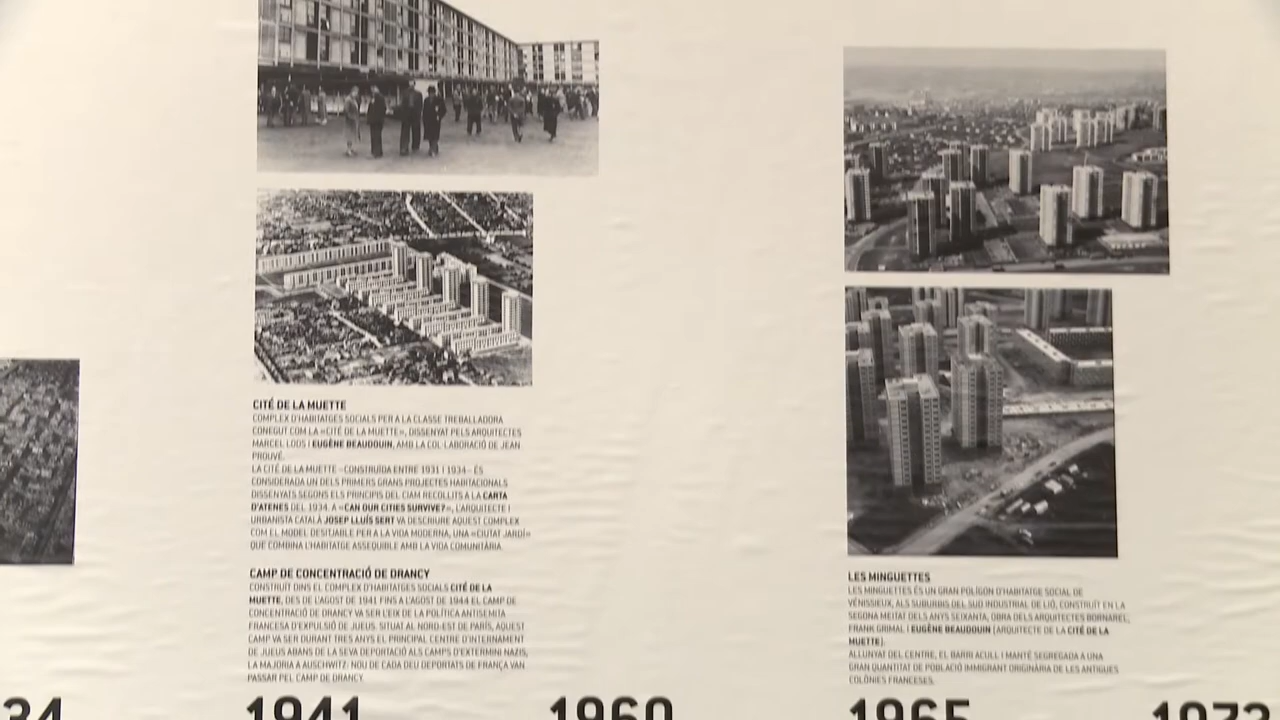 CITÉ DE LA MUETTE
COMPLEX D'HABITATGES SOCIALS PER A LA CLASSE TREBALLADORA
CONEGUT COM LA «CITÉ DE LA MUETTE», DISSENYAT PELS ARQUITECTES
MARCEL LODS I EUGÈNE BEAUDOUIN, AMB LA COL·LABORACIÓ DE JEAN
PROUVÉ.
LA CITÉ DE LA MUETTE –CONSTRUÏDA ENTRE 1931 I 1934– ÉS
CONSIDERADA UN DELS PRIMERS GRANS PROJECTES HABITACIONALS
DISSENYATS SEGONS ELS PRINCIPIS DEL CIAM RECOLLITS A LA CARTA
D'ATENES DEL 1934. A «CAN OUR CITIES SURVIVE?», L'ARQUITECTE I
URBANISTA CATALÀ JOSEP LLUÍS SERT VA DESCRIURE AQUEST COMPLEX
COM EL MODEL DESITJABLE PER A LA VIDA MODERNA, UNA «CIUTAT JARDÍ»
QUE COMBINA L'HABITATGE ASSEQUIBLE AMB LA VIDA COMUNITÀRIA.
CAMP DE CONCENTRACIÓ DE DRANCY
CONSTRUÏT DINS EL COMPLEX D'HABITATGES SOCIALS CITÉ DE LA
MUETTE, DES DE L'AGOST DE 1941 FINS A L'AGOST DE 1944 EL CAMP DE
CONCENTRACIÓ DE DRANCY VA SER L'EIX DE LA POLÍTICA ANTISEMITA
FRANCESA D'EXPULSIÓ DE JUEUS. SITUAT AL NORD-EST DE PARÍS, AQUEST
CAMP VA SER DURANT TRES ANYS EL PRINCIPAL CENTRE D'INTERNAMENT
DE JUEUS ABANS DE LA SEVA DEPORTACIÓ ALS CAMPS D'EXTERMINI NAZIS,
LA MAJORIA A AUSCHWITZ: NOU DE CADA DEU DEPORTATS DE FRANÇA VAN
PASSAR PEL CAMP DE DRANCY.
LES MINGUETTES
LES MINGUETTES ÉS UN GRAN POLÍGON D'HABITATGE SOCIAL DE
VÉNISSIEUX, ALS SUBURBIS DEL SUD INDUSTRIAL DE LIÓ, CONSTRUÏT EN LA
SEGONA MEITAT DELS ANYS SEIXANTA, OBRA DELS ARQUITECTES BORNAREL,
FRANK GRIMAL I EUGÈNE BEAUDOUIN (ARQUITECTE DE LA CITÉ DE LA
MUETTE).
ALLUNYAT DEL CENTRE, EL BARRI ACULL I MANTÉ SEGREGADA A UNA
GRAN QUANTITAT DE POBLACIÓ IMMIGRANT ORIGINÀRIA DE LES ANTIGUES
COLÒNIES FRANCESES.
34 1941 1960 1965 1973